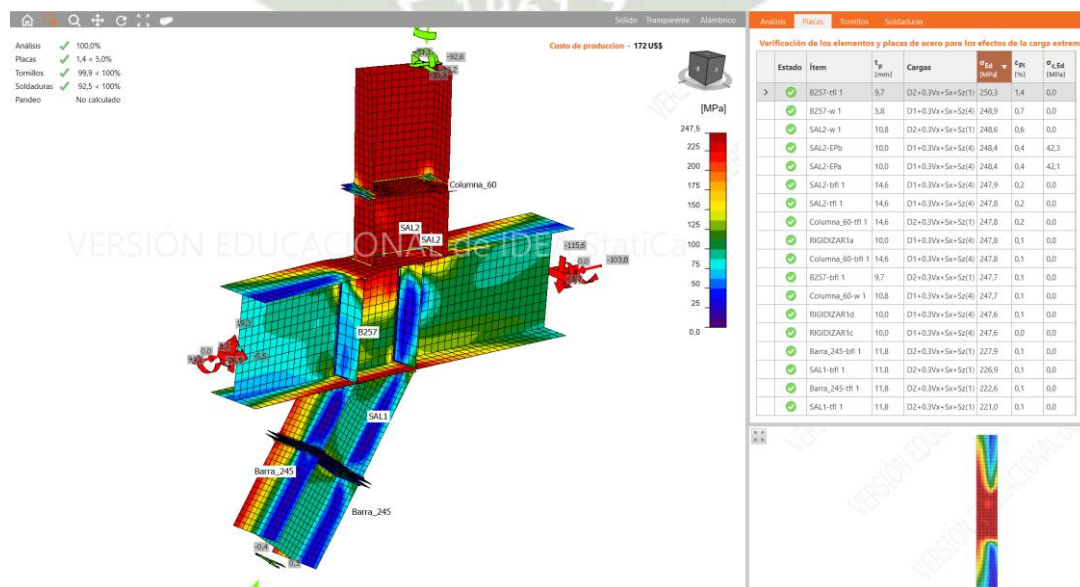 Sólido Transparente Alámbrico
Análisis 100,0%
Placas 1,4 < 5.0%
Tornillos 99,9 < 100%
Soldaduras 92,5 < 100%
Pandeo No calculado
Costo de produccion - 172 US$
[MPa]
247,5
225
200
175
150
125
100
75
50
25
0,0
-92,6
Columna_60
SAL2
SAL2
-115,6
0,0
-103,8
B257
0,0
-5,5
SAL1
Barra_245
Barra_245
-0,4
0,3
VERSIÓN EDUCACIONAL de IDEA StatiCa
Análisis Placas Tornillos Soldaduras
Verificación de los elementos y placas de acero para los efectos de la carga extrem
Estado Ítem tp [mm] Cargas σEd [MPa] εPl [%] σc,Ed [MPa]
> B257-tfl 1 9,7 D2+0.3Vx+Sx+Sz(1) 250,3 1,4 0,0
B257-w 1 5,8 D1+0.3Vx+Sx+Sz(4) 248,9 0,7 0,0
SAL2-w 1 10,8 D2+0.3Vx+Sx+Sz(1) 248,6 0,6 0,0
SAL2-EPb 10,0 D1+0.3Vx+Sx+Sz(4) 248,4 0,4 42,3
SAL2-EPa 10,0 D1+0.3Vx+Sx+Sz(4) 248,4 0,4 42,1
SAL2-bfl 1 14,6 D1+0.3Vx+Sx+Sz(4) 247,9 0,2 0,0
SAL2-tfl 1 14,6 D1+0.3Vx+Sx+Sz(4) 247,8 0,2 0,0
Columna_60-tfl 1 14,6 D2+0.3Vx+Sx+Sz(1) 247,8 0,2 0,0
RIGIDIZAR1a 10,0 D1+0.3Vx+Sx+Sz(4) 247,8 0,1 0,0
Columna_60-bfl 1 14,6 D2+0.3Vx+Sx+Sz(4) 247,8 0,1 0,0
B257-bfl 1 9,7 D2+0.3Vx+Sx+Sz(1) 247,7 0,1 0,0
Columna_60-w 1 10,8 D1+0.3Vx+Sx+Sz(4) 247,7 0,1 0,0
RIGIDIZAR1d 10,0 D1+0.3Vx+Sx+Sz(4) 247,6 0,1 0,0
RIGIDIZAR1c 10,0 D2+0.3Vx+Sx+Sz(4) 247,6 0,0 0,0
Barra_245-bfl 1 11,8 D2+0.3Vx+Sx+Sz(1) 227,9 0,1 0,0
SAL1-bfl 1 11,8 D2+0.3Vx+Sx+Sz(1) 226,9 0,1 0,0
Barra_245-tfl 1 11,8 D2+0.3Vx+Sx+Sz(1) 222,6 0,1 0,0
SAL1-tfl 1 11,8 D2+0.3Vx+Sx+Sz(1) 221,0 0,1 0,0